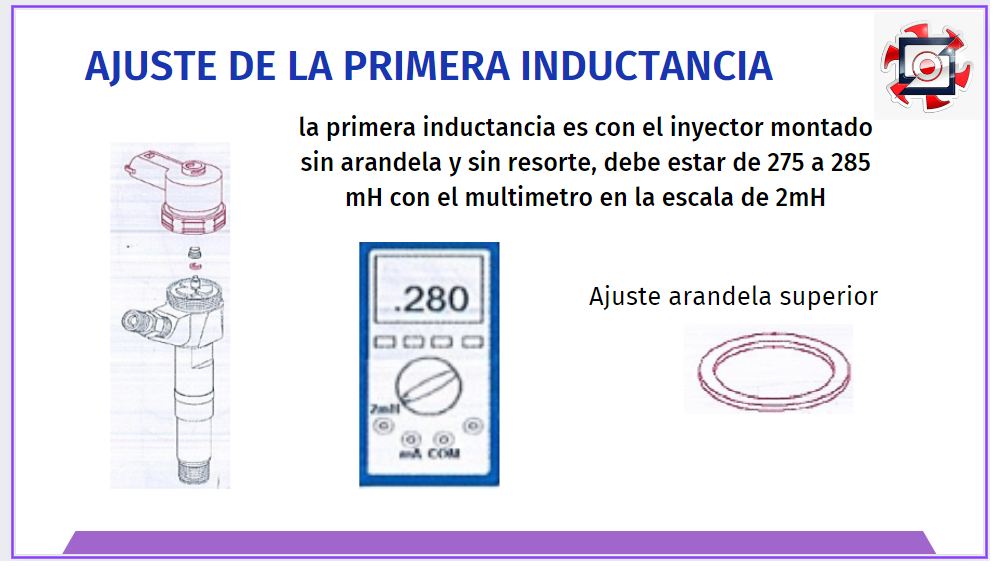 AJUSTE DE LA PRIMERA INDUCTANCIA
la primera inductancia es con el inyector montado
sin arandela y sin resorte, debe estar de 275 a 285
mH con el multimetro en la escala de 2mH
.280
Ajuste arandela superior
2mH
mA COM